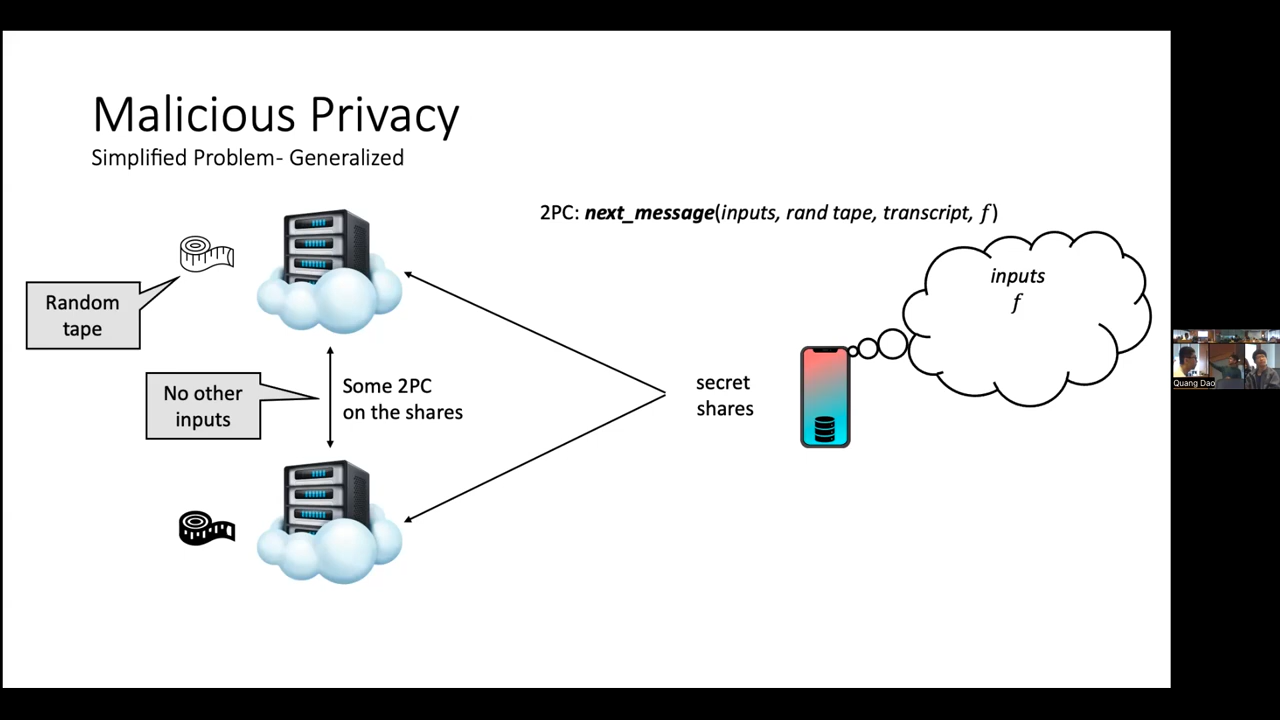 Malicious Privacy
Simplified Problem- Generalized
2PC: next_message(inputs, rand tape, transcript, f)
inputs
f
Random
tape
No other
inputs
Some 2PC
on the shares
secret
shares
Quang Dao